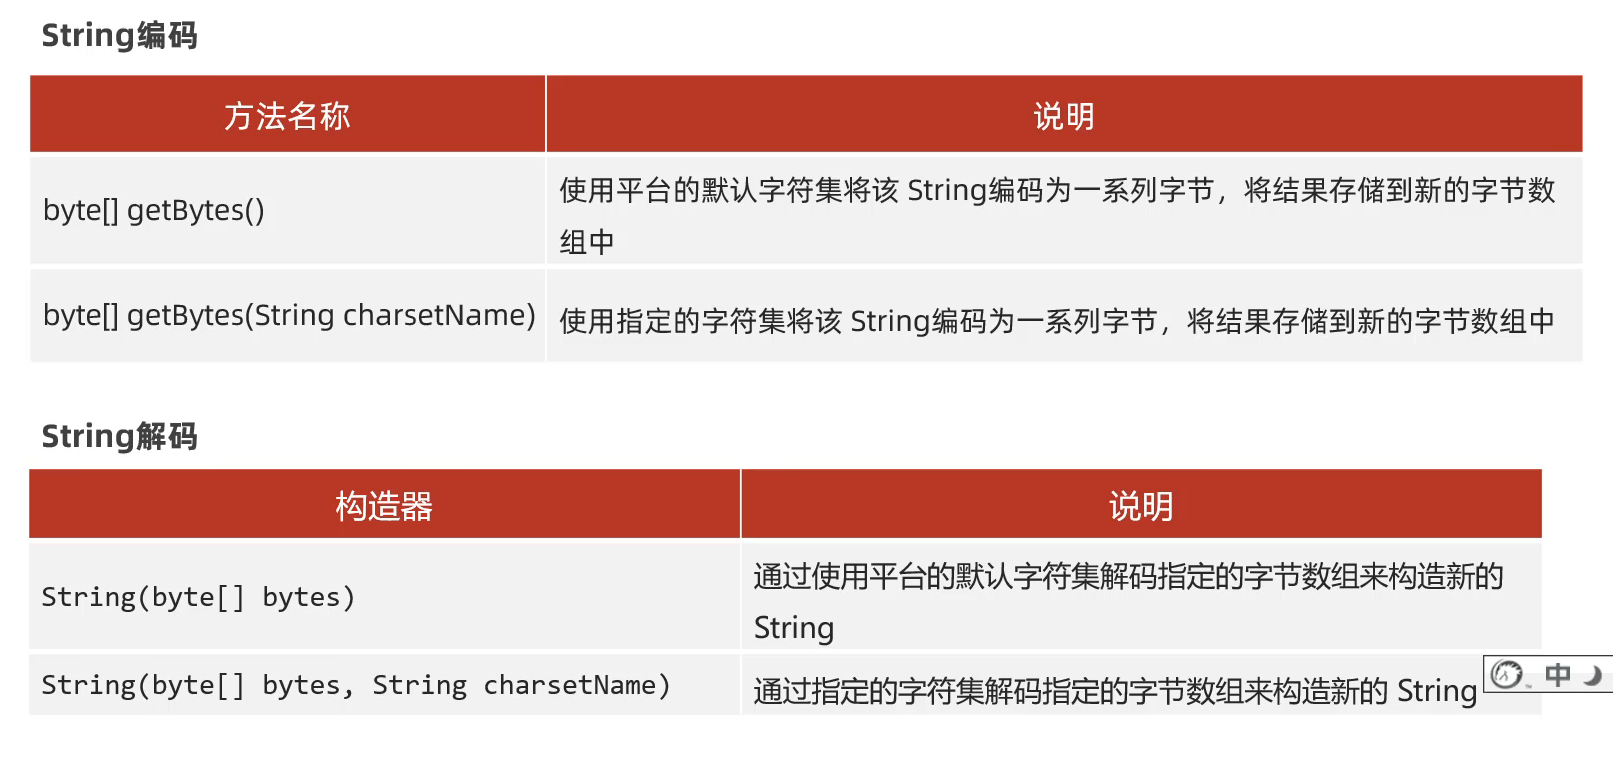 String编码
方法名称
说明
byte[] getBytes()
使用平台的默认字符集将该 String编码为一系列字节，将结果存储到新的字节数
组中
byte[] getBytes(String charsetName)
使用指定的字符集将该 String编码为一系列字节，将结果存储到新的字节数组中
String解码
构造器
说明
String(byte[] bytes)
通过使用平台的默认字符集解码指定的字节数组来构造新的
String
String(byte[] bytes, String charsetName)
通过指定的字符集解码指定的字节数组来构造新的 String
中